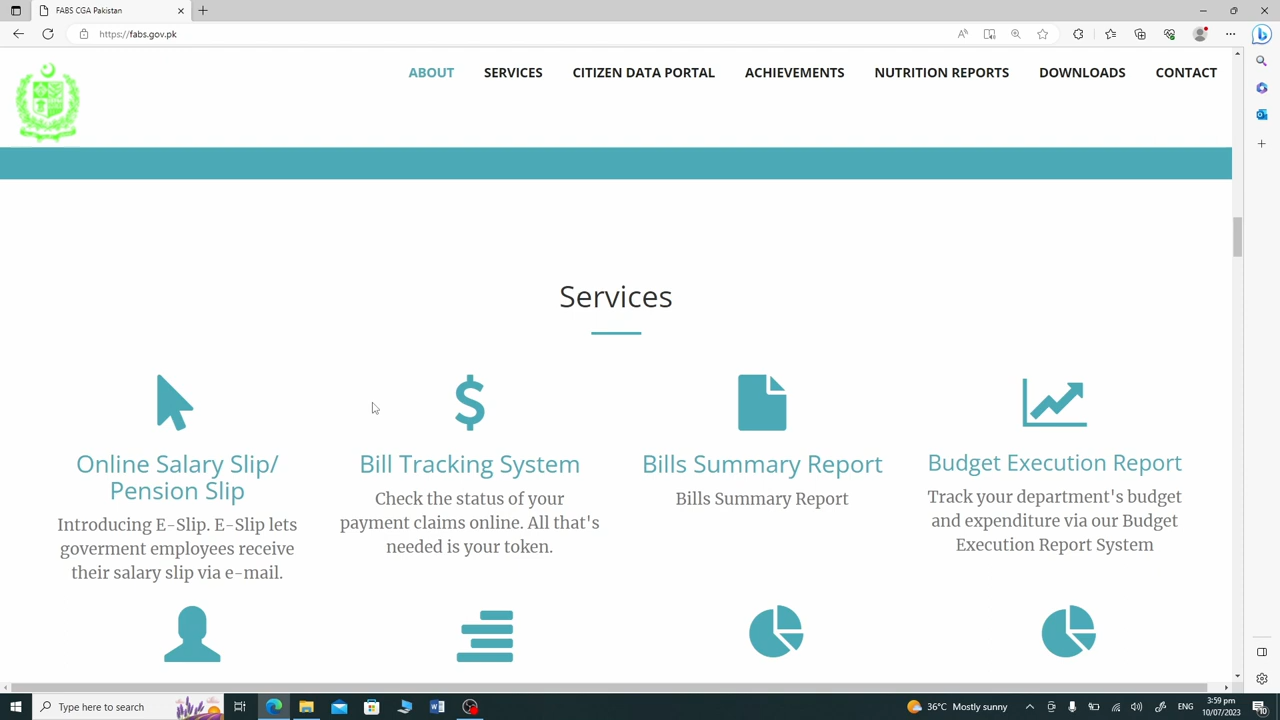 FABS CGA Pakistan
https://fabs.gov.pk
ABOUT SERVICES CITIZEN DATA PORTAL ACHIEVEMENTS NUTRITION REPORTS DOWNLOADS CONTACT
Services
Online Salary Slip/
Pension Slip
Introducing E-Slip. E-Slip lets
goverment employees receive
their salary slip via e-mail.
Bill Tracking System
Check the status of your
payment claims online. All that's
needed is your token.
Bills Summary Report
Bills Summary Report
Budget Execution Report
Track your department's budget
and expenditure via our Budget
Execution Report System
Type here to search
36°C Mostly sunny
ENG
3:59 pm
10/07/2023
10